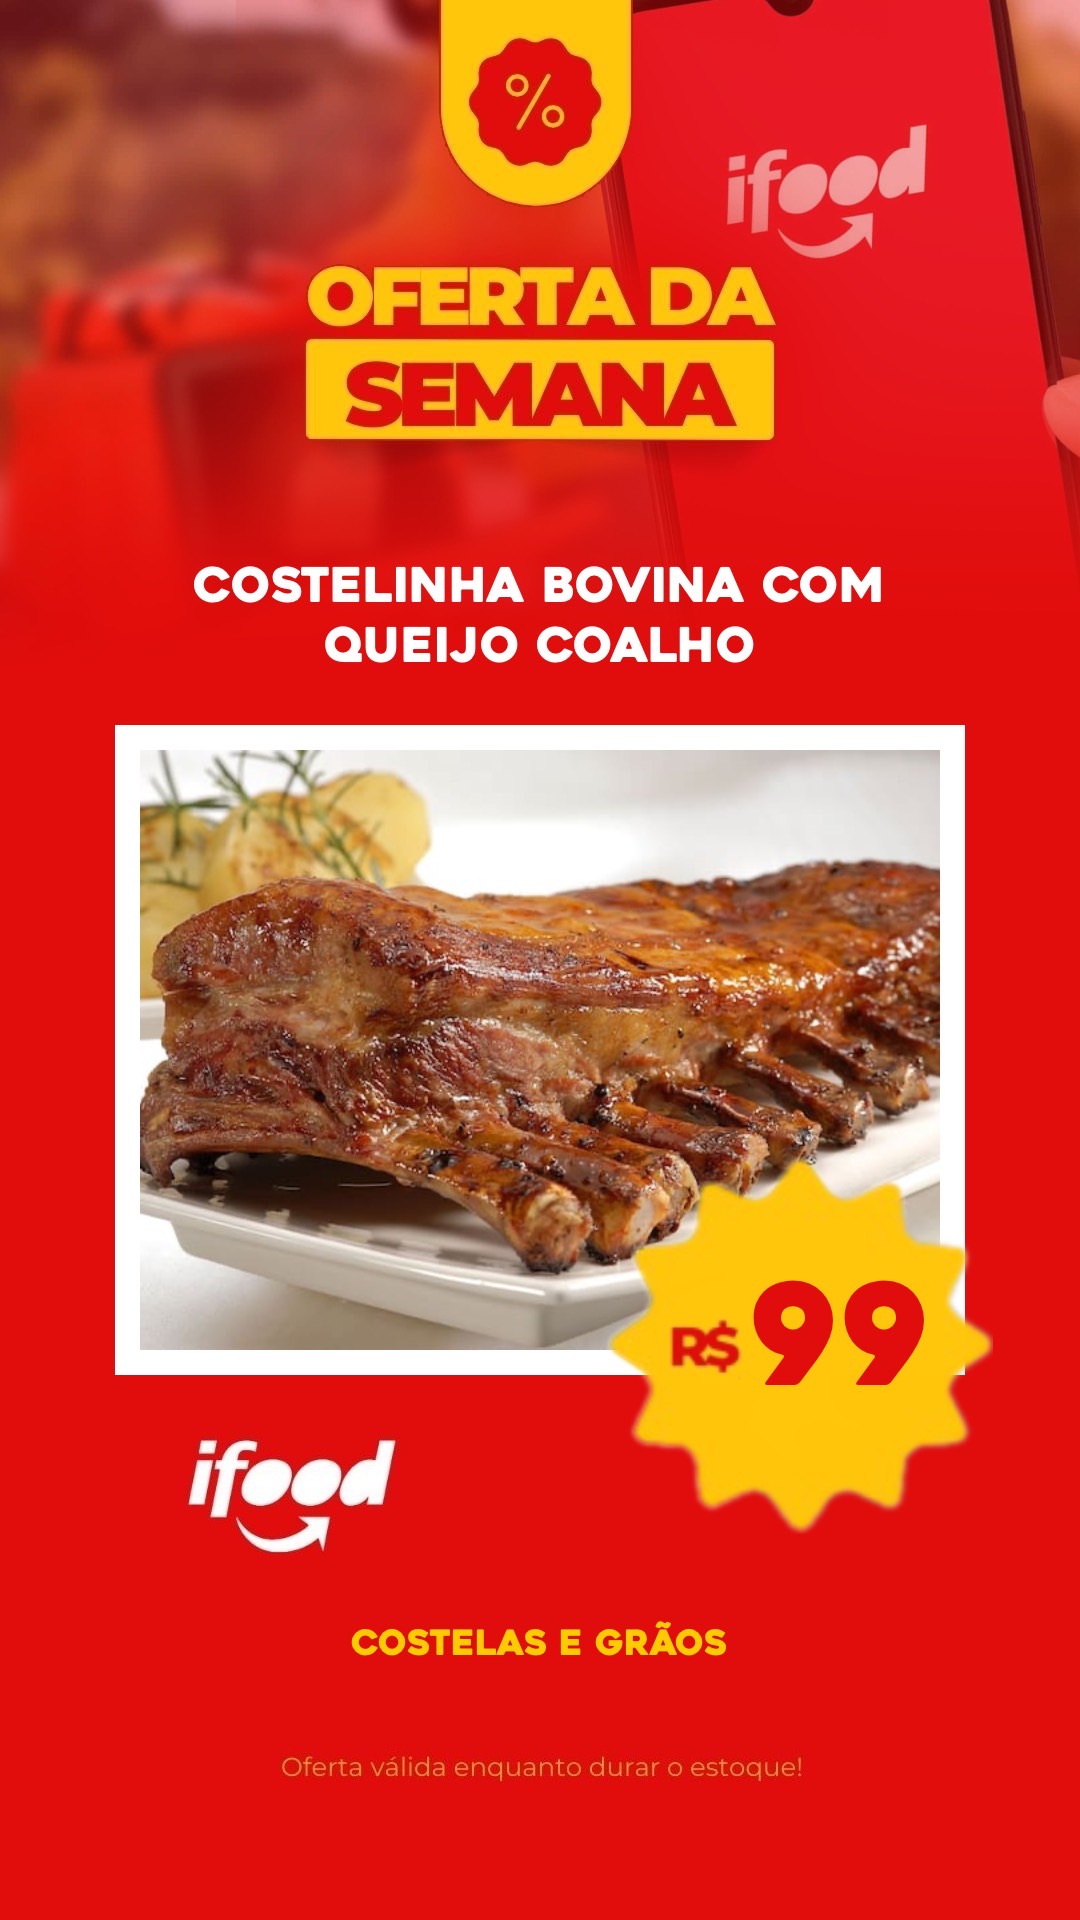 %
ifood
OFERTA DA
SEMANA
COSTELINHA BOVINA COM
QUEIJO COALHO
R$ 99
ifood
COSTELAS E GRÃOS
Oferta válida enquanto durar o estoque!